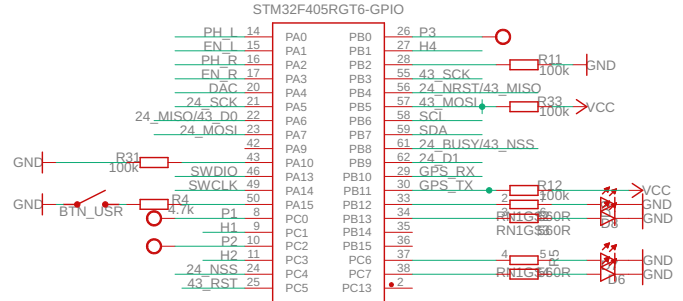 STM32F405RGT6-GPIO
PH_L 14 PA0 PB0 26 P3
EN_L 15 PA1 PB1 27 H4
PH_R 16 PA2 PB2 28 R11 100k GND
EN_R 17 PA3 PB3 55 43_SCK
DAC 20 PA4 PB4 56 24_NRST/43_MISO
24_SCK 21 PA5 PB5 57 43_MOSI R33 100k VCC
24_MISO/43_D0 22 PA6 PB6 58 SCL
24_MOSI 23 PA7 PB7 59 SDA
42 PA9 PB8 61 24_BUSY/43_NSS
GND R31 100k 43 PA10 PB9 62 24_D1
SWDIO 46 PA13 PB10 29 GPS_RX
SWCLK 49 PA14 PB11 30 GPS_TX R12 100k VCC
GND BTN_USR R4 4.7k 50 PA15 PB12 33 2 GND
P1 8 PC0 PB13 34 560R D8 GND
H1 9 PC1 PB14 35
P2 10 PC2 PB15 36
H2 11 PC3 PC6 37 4 5 R5 GND
24_NSS 24 PC4 PC7 38 560R D6 GND
43_RST 25 PC5 PC13 2